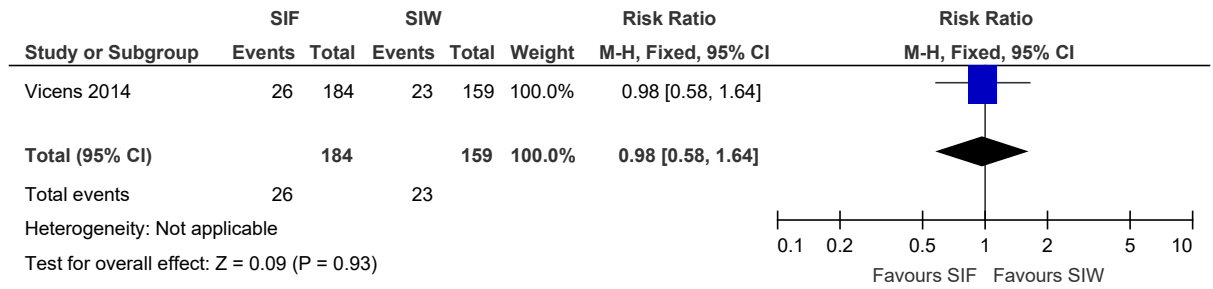 SIF SIW Risk Ratio Risk Ratio
Study or Subgroup Events Total Events Total Weight M-H, Fixed, 95% CI M-H, Fixed, 95% CI
Vicens 2014 26 184 23 159 100.0% 0.98 [0.58, 1.64]
Total (95% CI) 184 159 100.0% 0.98 [0.58, 1.64]
Total events 26 23
Heterogeneity: Not applicable
Test for overall effect: Z = 0.09 (P = 0.93)
0.1 0.2 0.5 1 2 5 10
Favours SIF Favours SIW